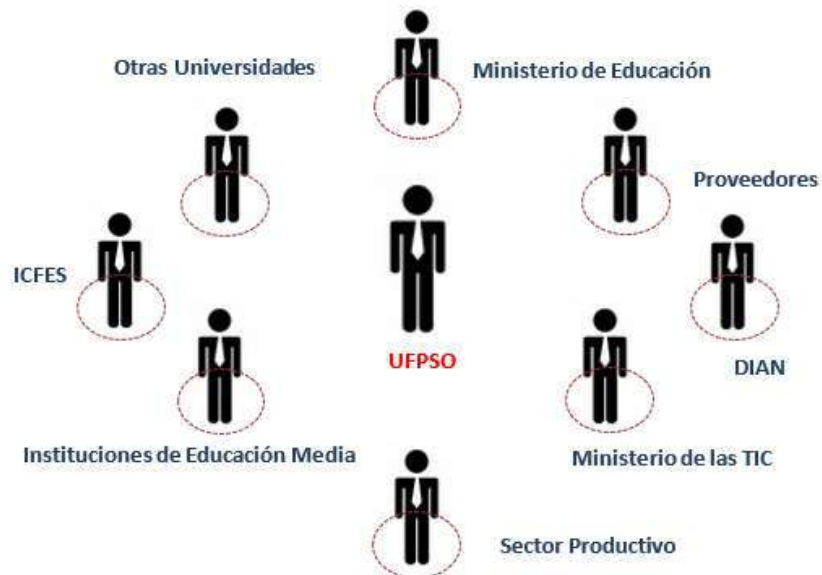 Otras Universidades
Ministerio de Educación
Proveedores
ICFES
UFPSO
DIAN
Instituciones de Educación Media
Ministerio de las TIC
Sector Productivo